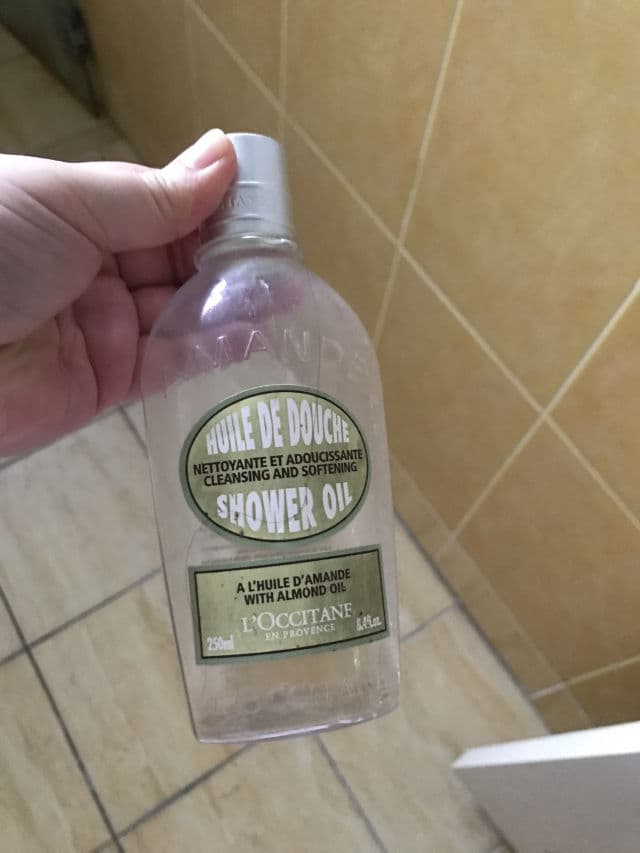 AMANDE
HUILE DE DOUCHE
NETTOYANTE ET ADOUCISSANTE
CLEANSING AND SOFTENING
SHOWER OIL
A L'HUILE D'AMANDE
WITH ALMOND OIL
L'OCCITANE
EN PROVENCE
250ml
8.4fl.oz.